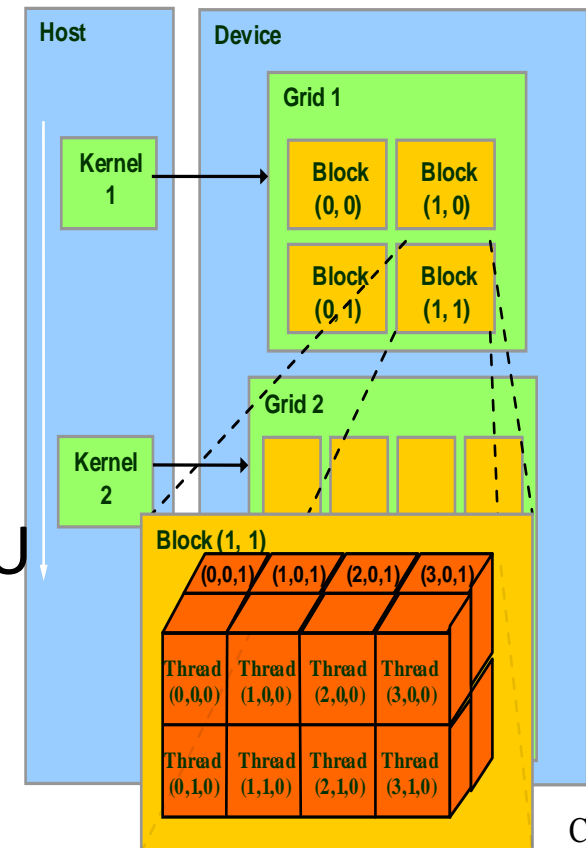 Host
Device
Grid 1
Kernel
1
Block
(0, 0)
Block
(1, 0)
Block
(0, 1)
Block
(1, 1)
Grid 2
Kernel
2
U
Block (1, 1)
(0,0,1)
(1,0,1)
(2,0,1)
(3,0,1)
Thread
(0,0,0)
Thread
(1,0,0)
Thread
(2,0,0)
Thread
(3,0,0)
Thread
(0,1,0)
Thread
(1,1,0)
Thread
(2,1,0)
Thread
(3,1,0)
C